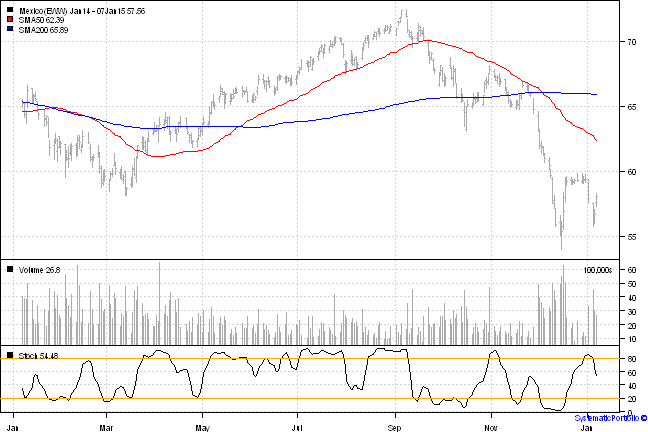 Mexico(EWW) Jan14 - 07Jan15 57.56
SMA50 62.39
SMA200 65.89
70
65
60
55
Volume 26.8
100,000s
60
50
40
30
20
10
Stoch 54.48
80
60
40
20
0
Jan Mar May Jul Sep Nov Jan
SystematicPortfolio ©